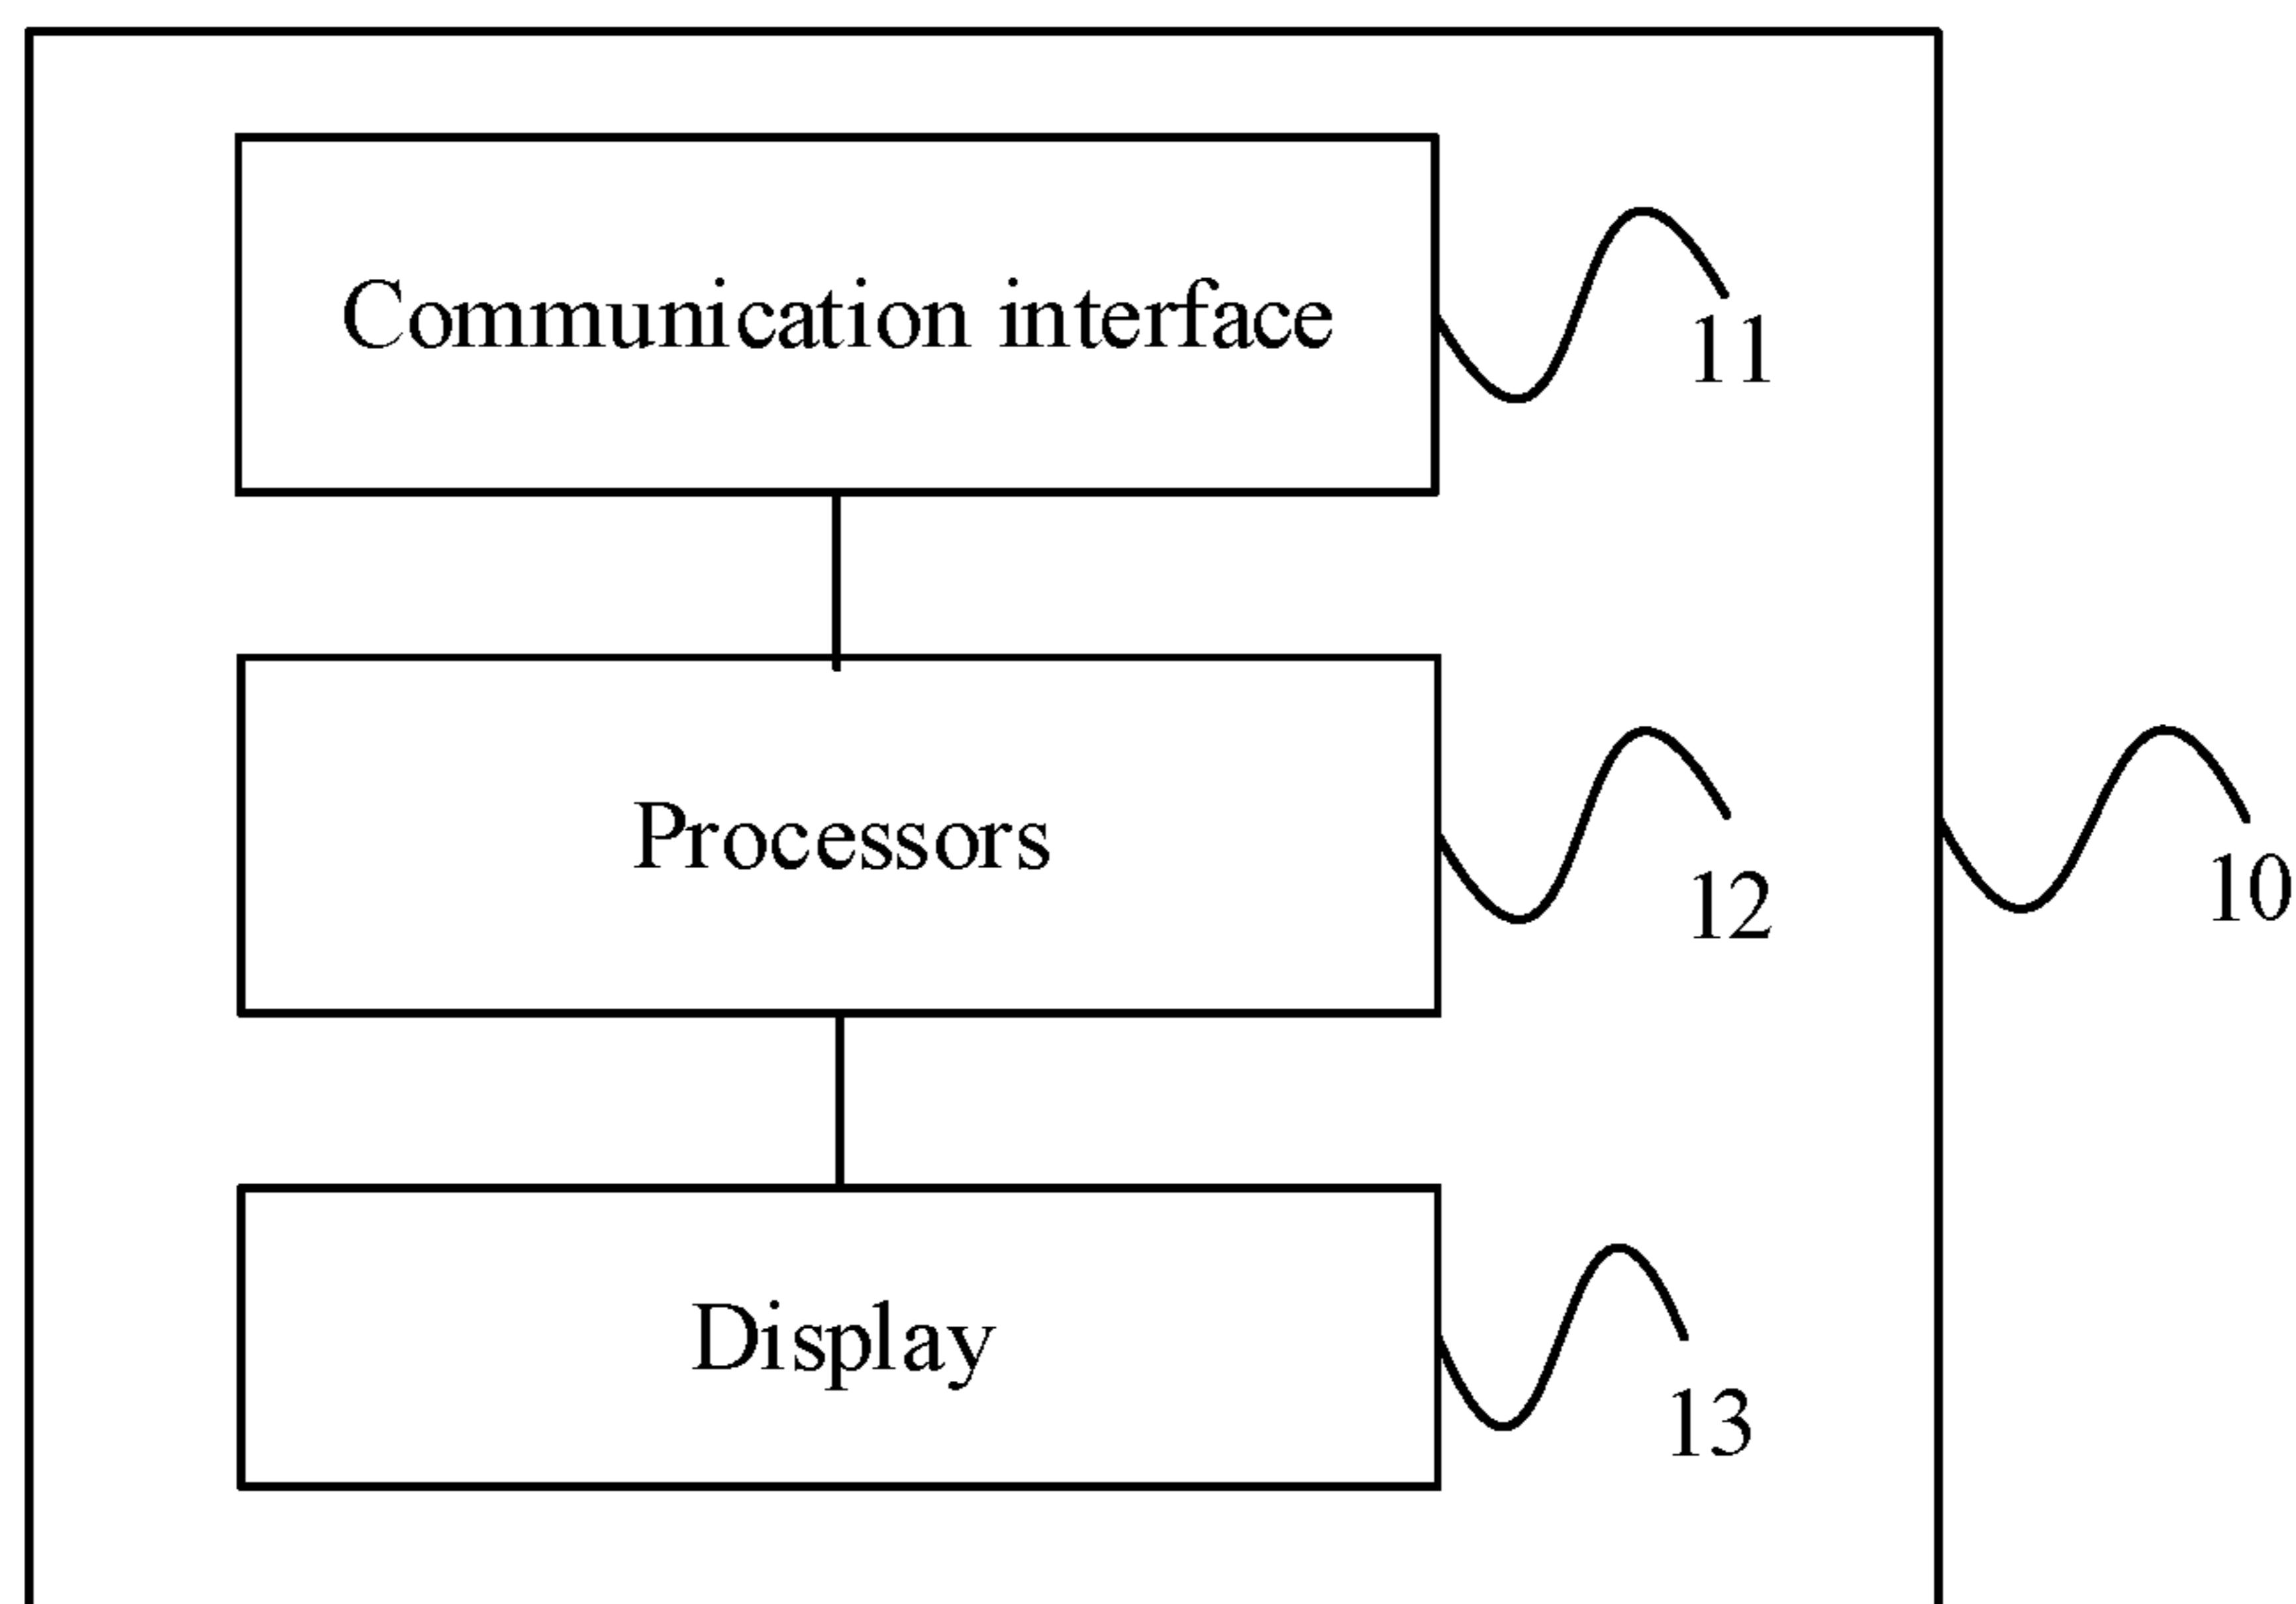 Communication interface
11
Processors
12
10
Display
13